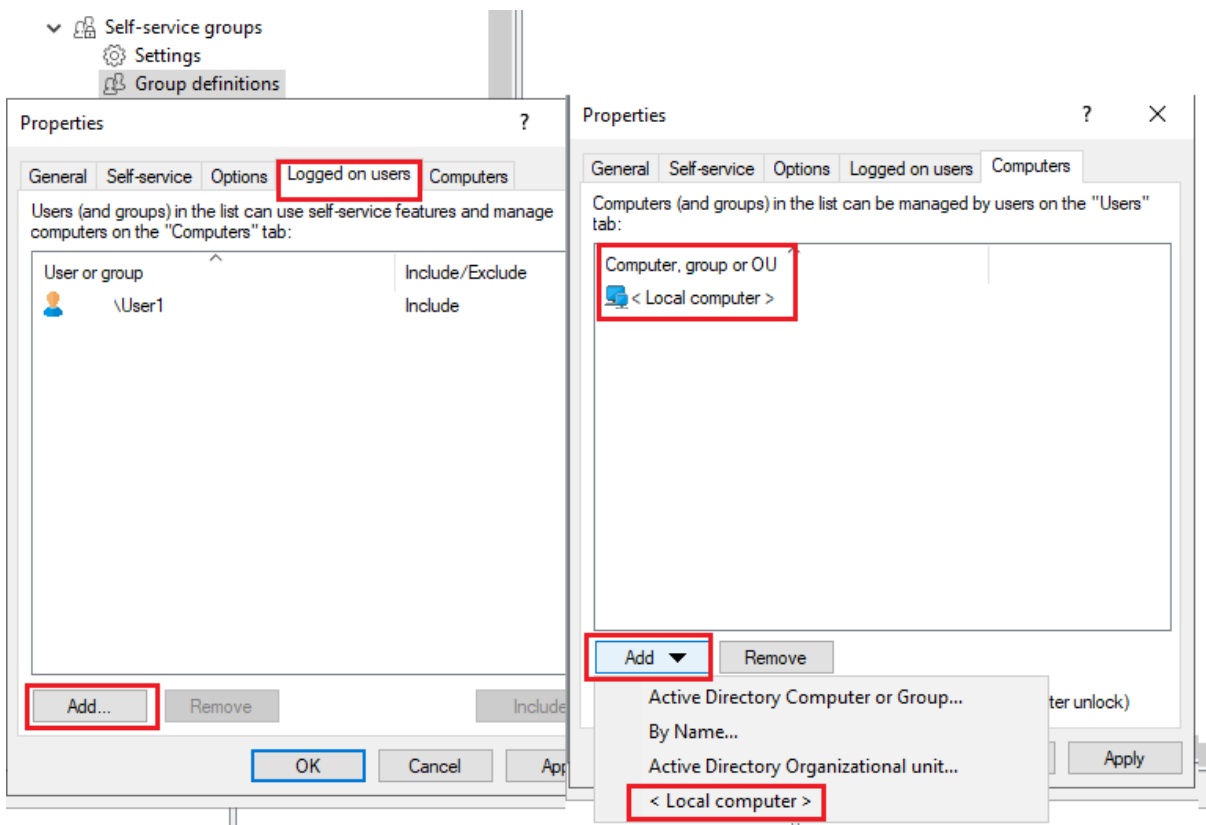 Self-service groups
Settings
Group definitions
Properties
?
General Self-service Options Logged on users Computers
Users (and groups) in the list can use self-service features and manage
computers on the "Computers" tab:
User or group Include/Exclude
\User1 Include
Add... Remove Include
OK Cancel App
Properties
?
General Self-service Options Logged on users Computers
Computers (and groups) in the list can be managed by users on the "Users"
tab:
Computer, group or OU
< Local computer >
Add Remove
Active Directory Computer or Group...
ter unlock)
By Name...
Active Directory Organizational unit...
Apply
< Local computer >